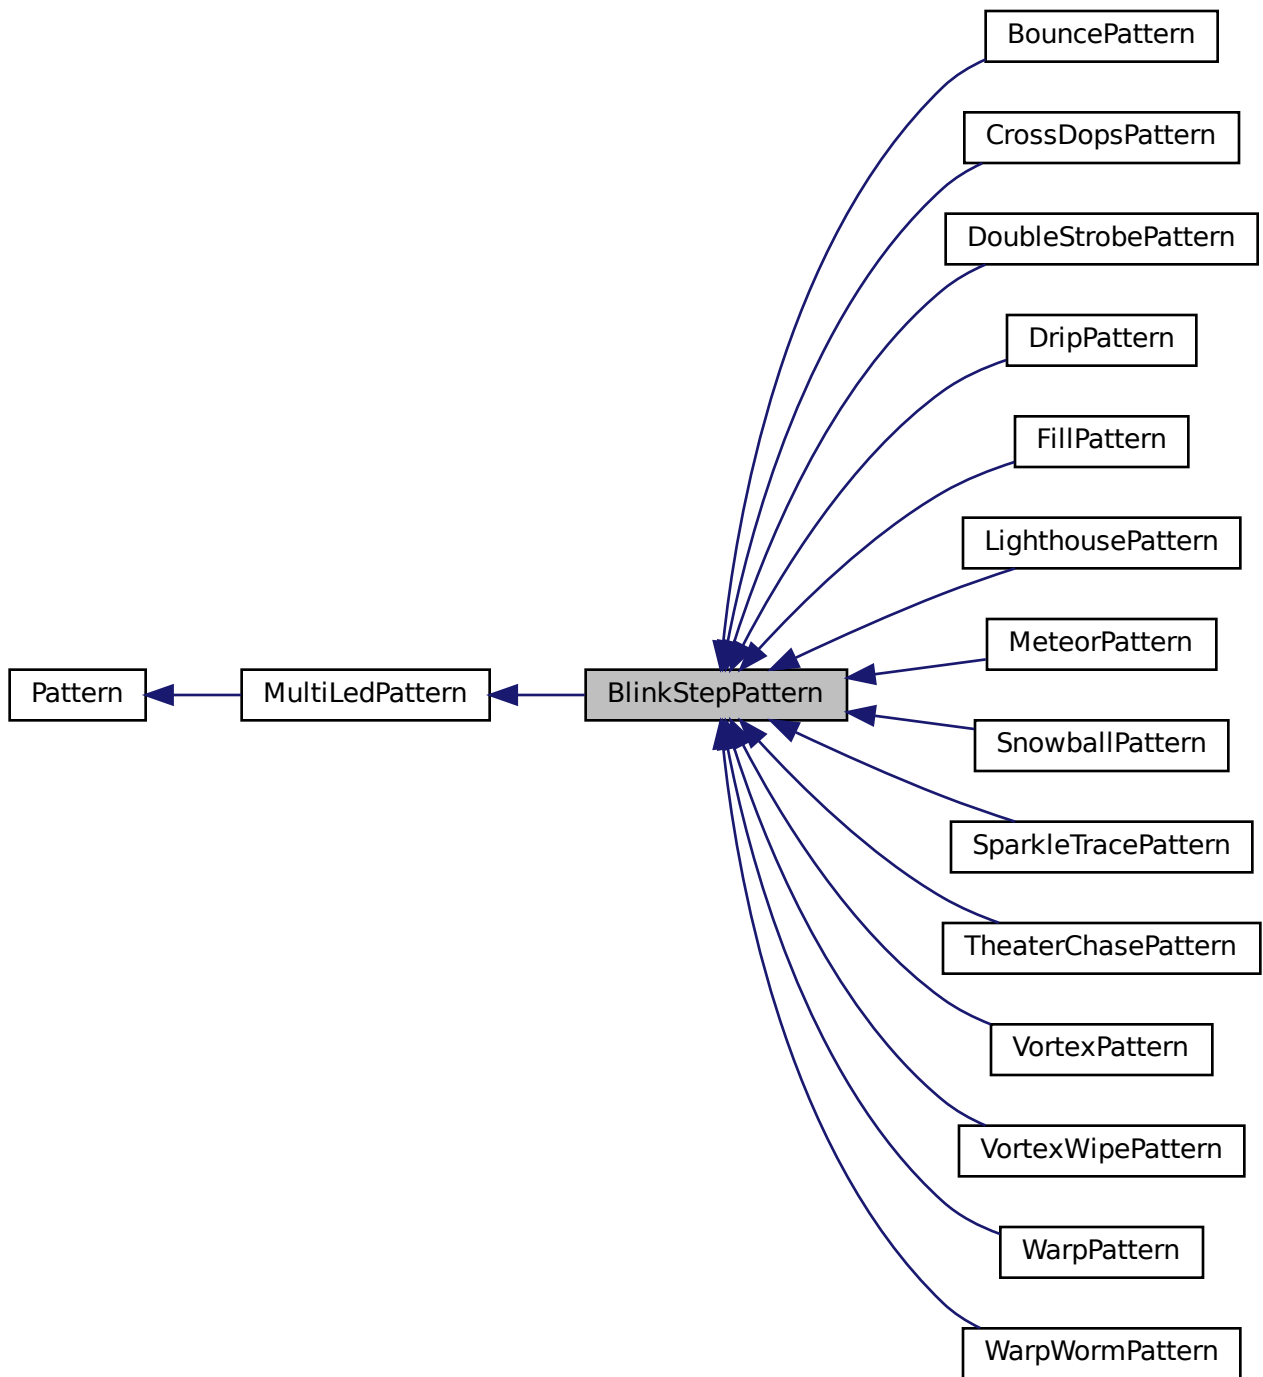 BouncePattern
CrossDopsPattern
DoubleStrobePattern
DripPattern
FillPattern
LighthousePattern
MeteorPattern
Pattern
MultiLedPattern
BlinkStepPattern
SnowballPattern
SparkleTracePattern
TheaterChasePattern
VortexPattern
VortexWipePattern
WarpPattern
WarpWormPattern